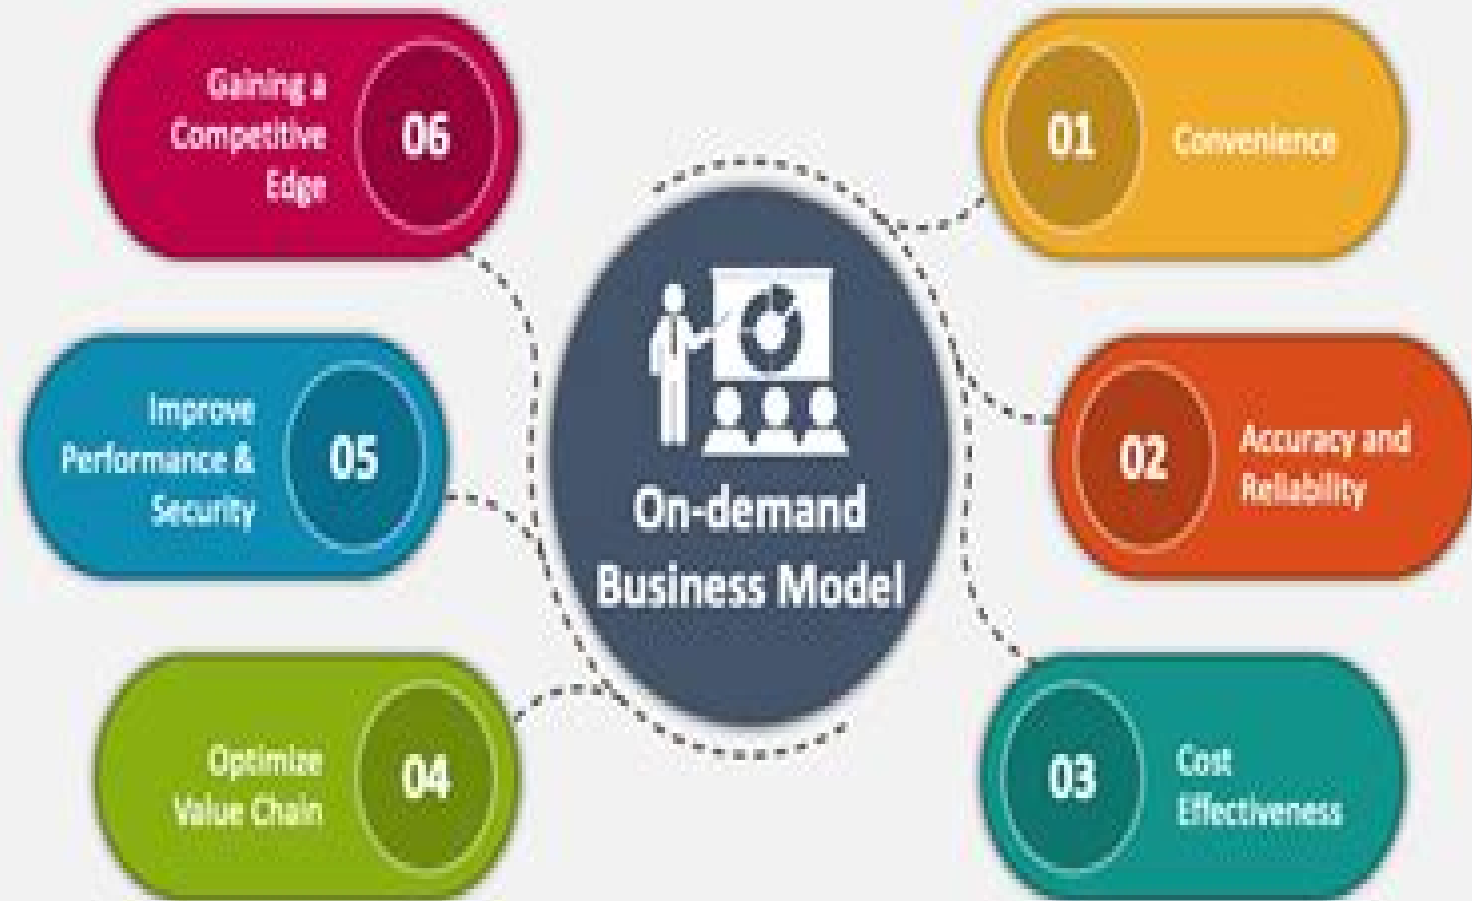 On-demand
Business Model
01
Convenience
02
Accuracy and
Reliability
03
Cost
Effectiveness
04
Optimize
Value Chain
05
Improve
Performance &
Security
06
Gaining a
Competitive
Edge